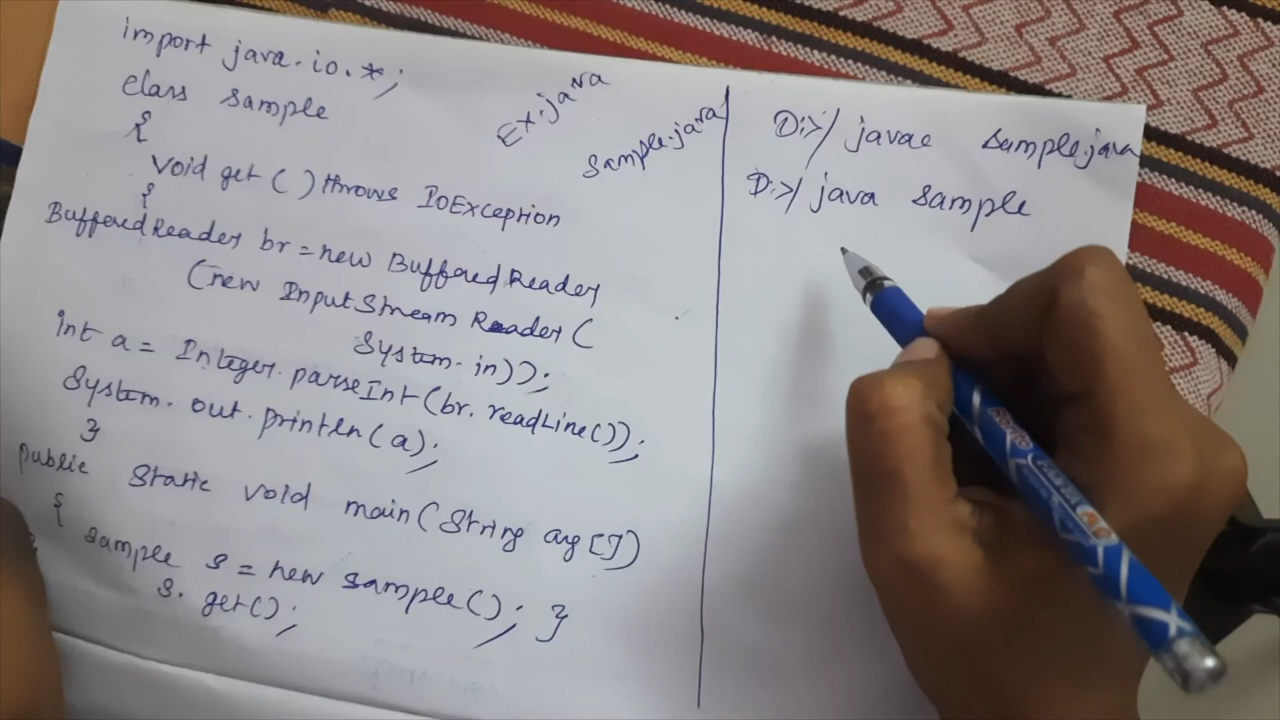 import java.io.*;
class sample
{
void get ( ) throws IoException
{
BufferedReader br = new BufferedReader
(new InputStream Reader (
System.in));
int a = Integer.parseInt(br.readLine());
System.out.println(a);
}
public static void main(String arg[])
{
sample s = new sample(); }
s.get();
Ex.java
sample.java
D:>/ javac sample.java
D:>/ java sample